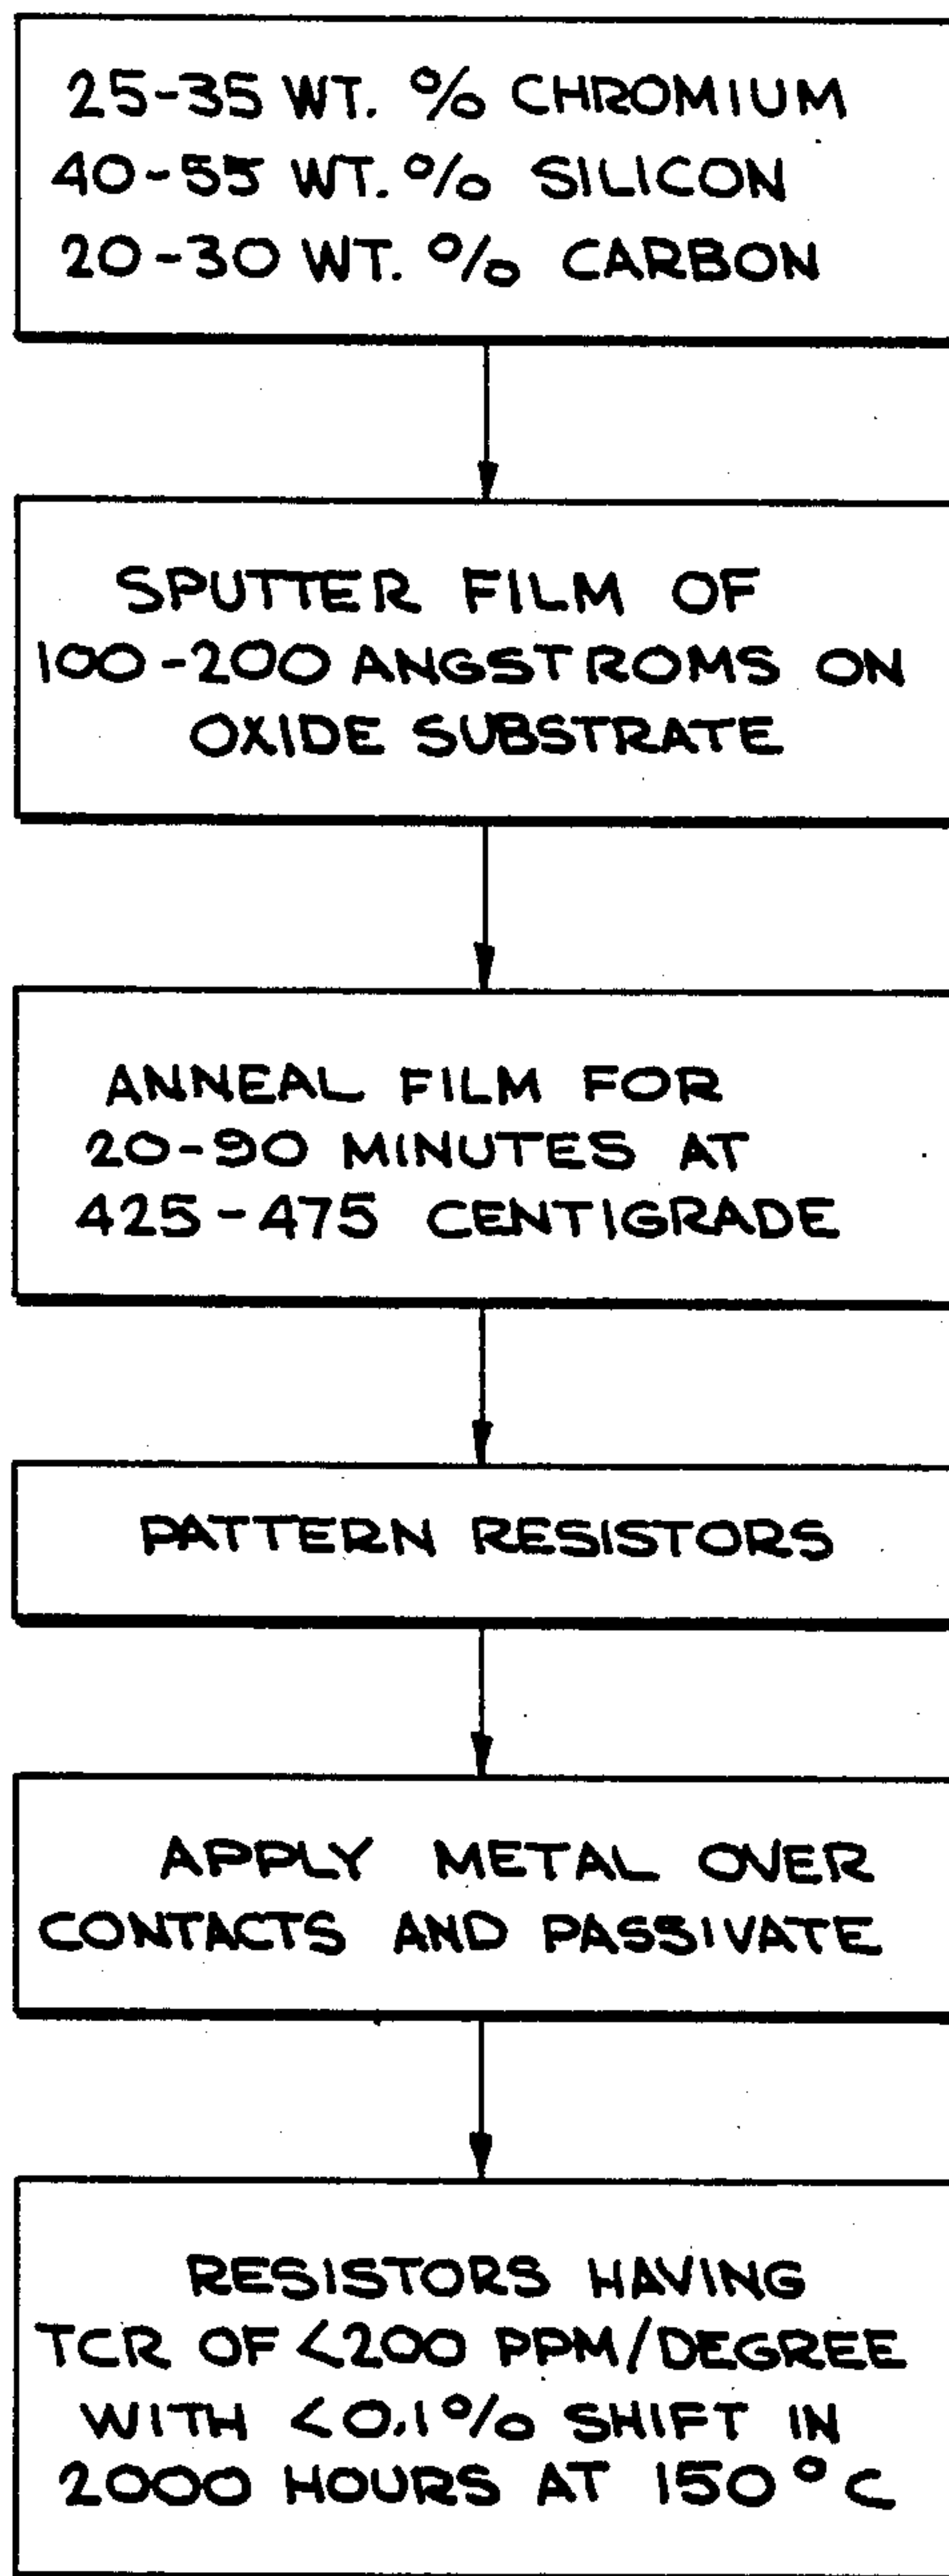 25-35 WT. % CHROMIUM
40-55 WT. % SILICON
20-30 WT. % CARBON
SPUTTER FILM OF
100-200 ANGSTROMS ON
OXIDE SUBSTRATE
ANNEAL FILM FOR
20-90 MINUTES AT
425-475 CENTIGRADE
PATTERN RESISTORS
APPLY METAL OVER
CONTACTS AND PASSIVATE
RESISTORS HAVING
TCR OF <200 PPM/DEGREE
WITH <0.1% SHIFT IN
2000 HOURS AT 150°C